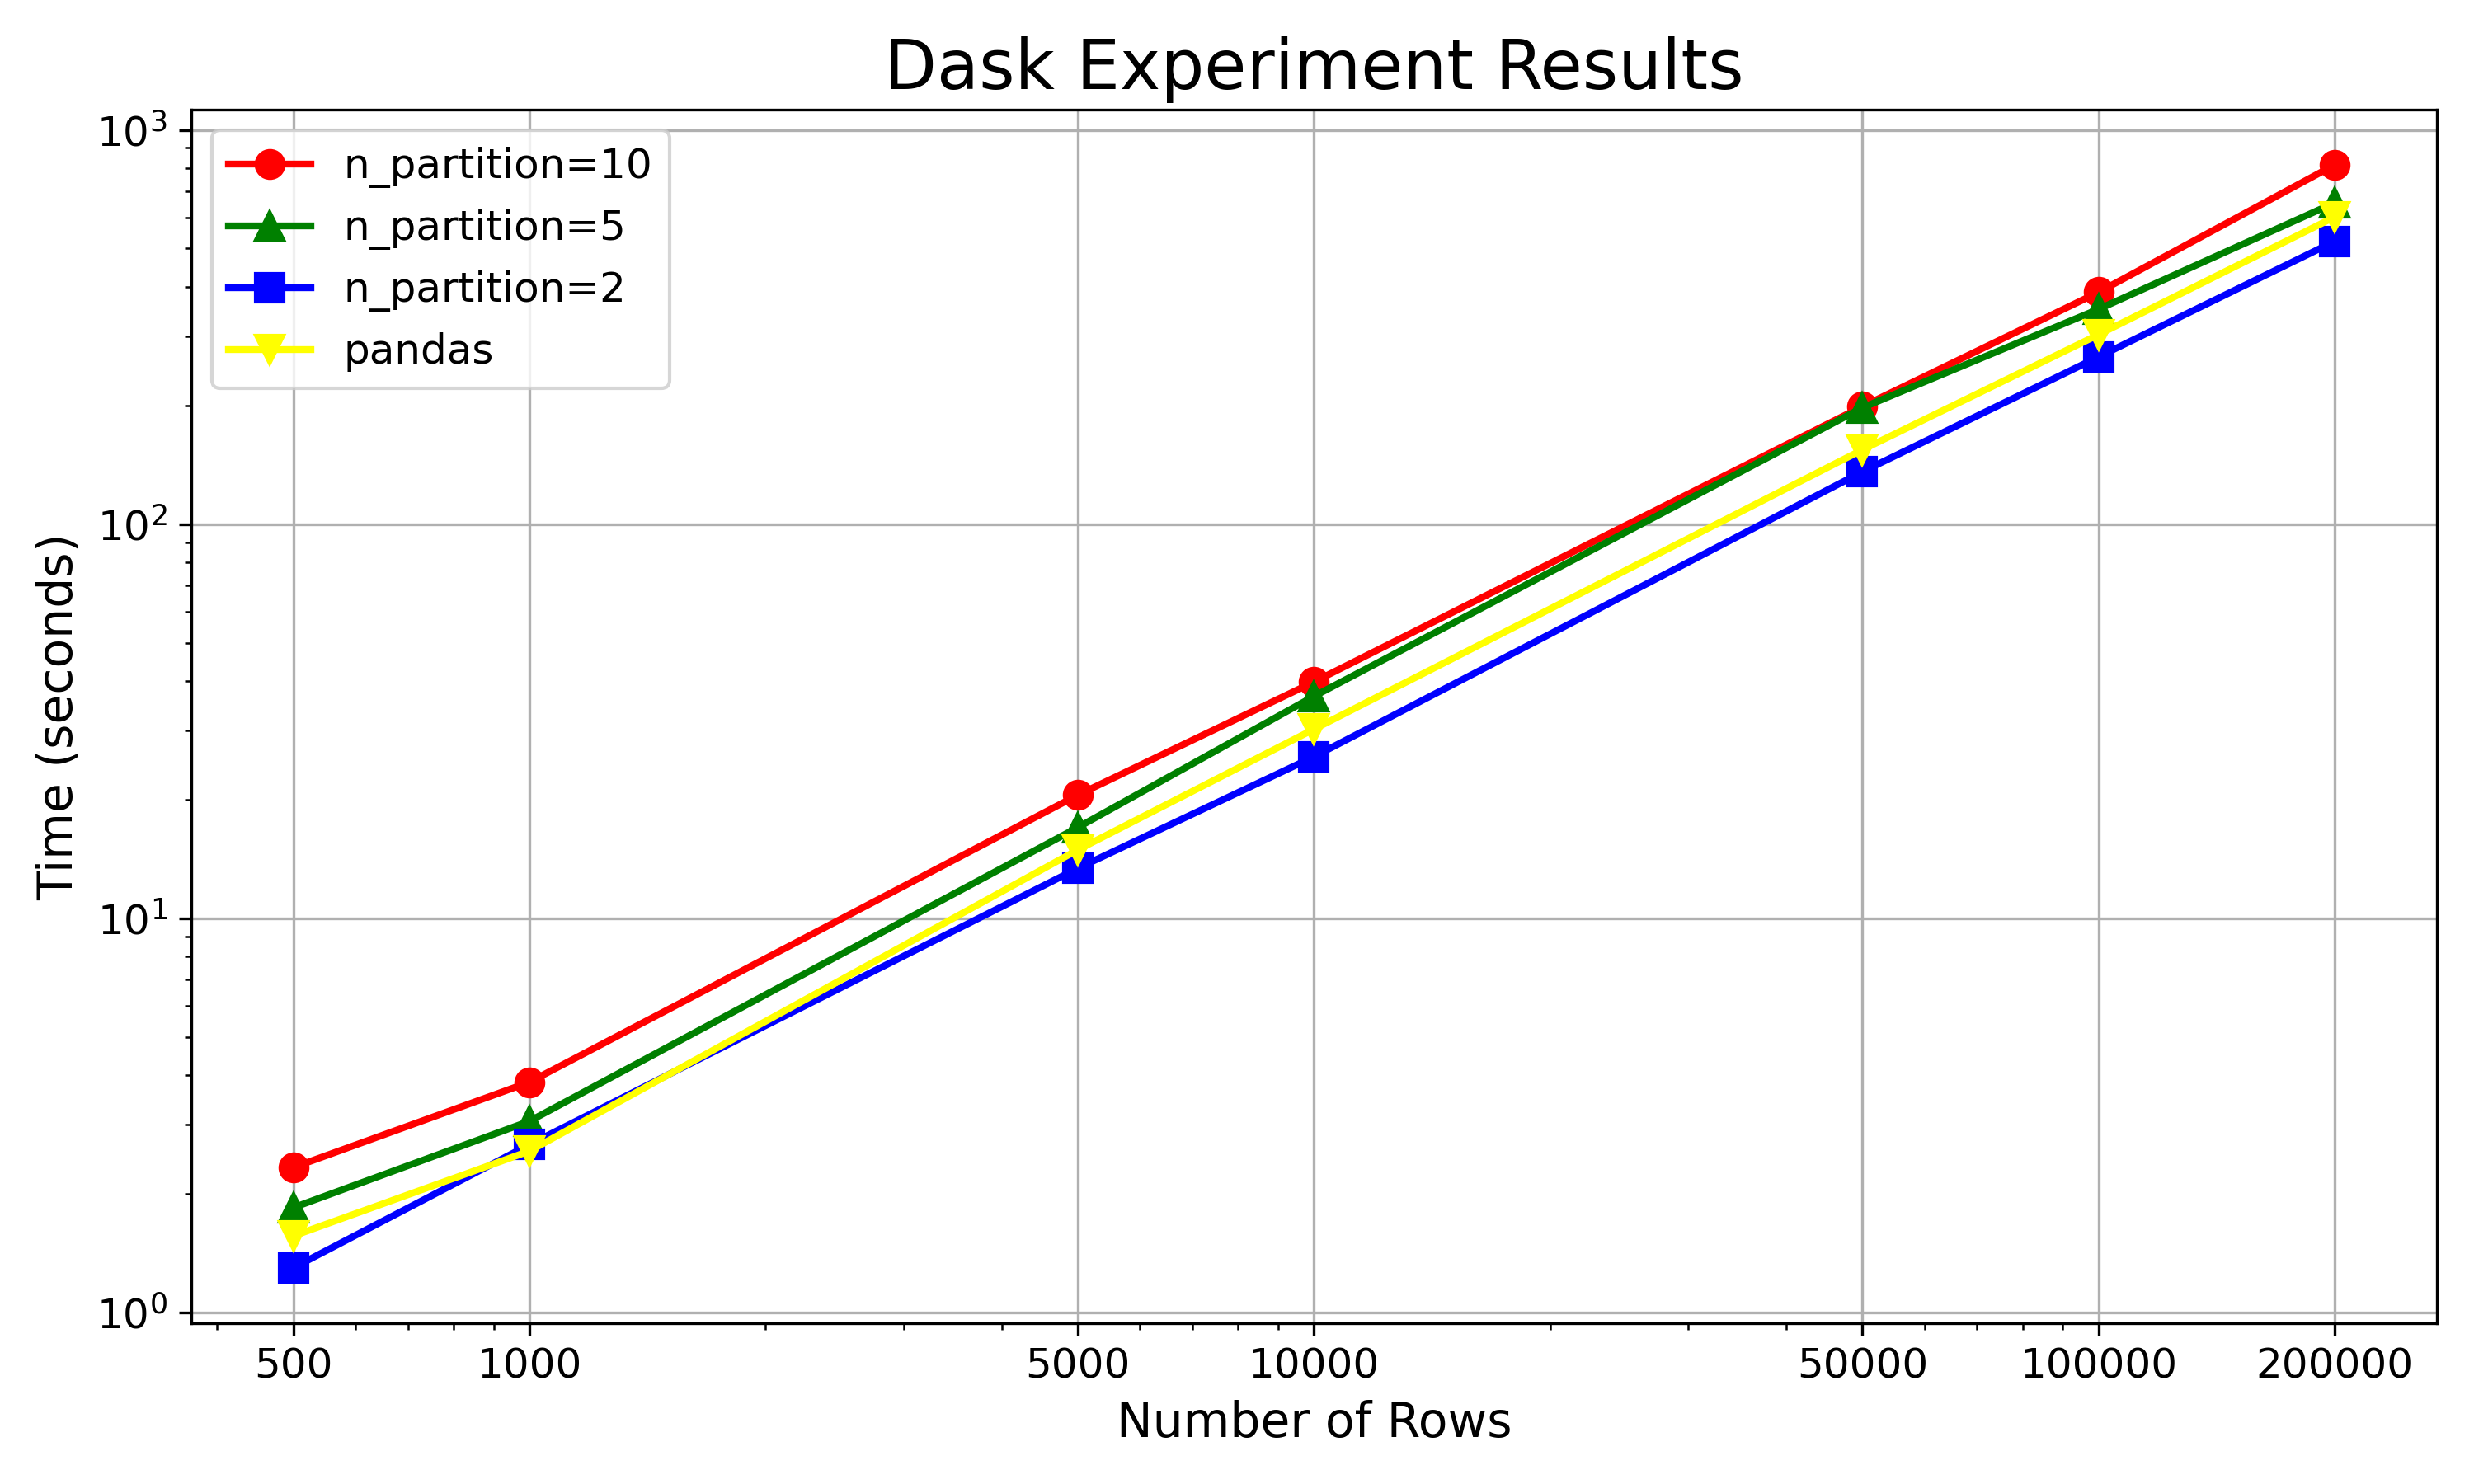 Dask Experiment Results
n_partition=10
n_partition=5
n_partition=2
pandas
10³
10²
10¹
10⁰
Time (seconds)
500 1000 5000 10000 50000 100000 200000
Number of Rows